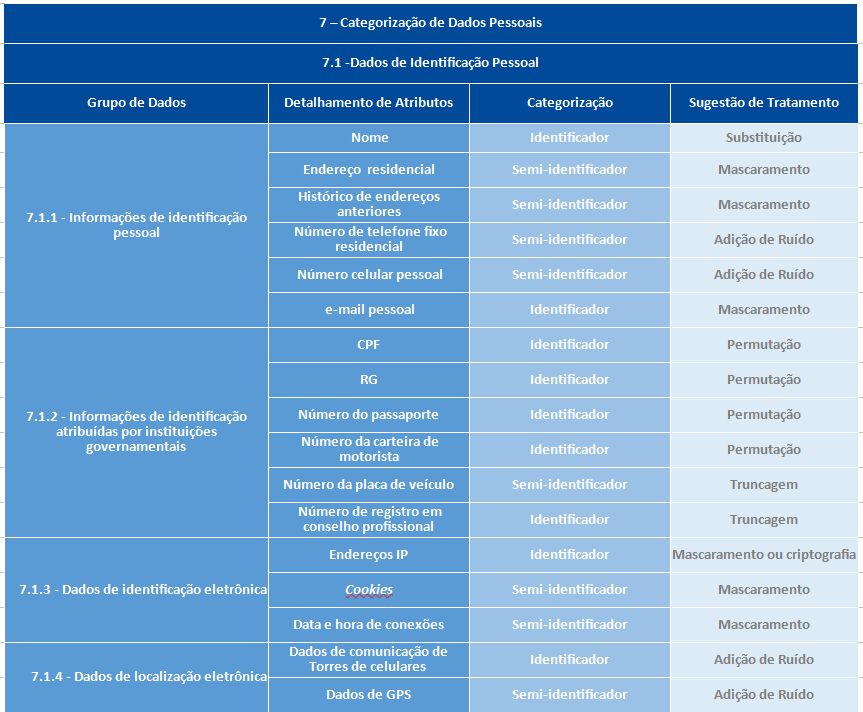 7 – Categorização de Dados Pessoais
7.1 -Dados de Identificação Pessoal
Grupo de Dados
Detalhamento de Atributos
Categorização
Sugestão de Tratamento
7.1.1 - Informações de identificação
pessoal
Nome
Identificador
Substituição
Endereço residencial
Semi-identificador
Mascaramento
Histórico de endereços
anteriores
Semi-identificador
Mascaramento
Número de telefone fixo
residencial
Semi-identificador
Adição de Ruído
Número celular pessoal
Semi-identificador
Adição de Ruído
e-mail pessoal
Identificador
Mascaramento
7.1.2 - Informações de identificação
atribuídas por instituições
governamentais
CPF
Identificador
Permutação
RG
Identificador
Permutação
Número do passaporte
Identificador
Permutação
Número da carteira de
motorista
Identificador
Permutação
Número da placa de veículo
Semi-identificador
Truncagem
Número de registro em
conselho profissional
Identificador
Truncagem
7.1.3 - Dados de identificação eletrônica
Endereços IP
Identificador
Mascaramento ou criptografia
Cookies
Semi-identificador
Mascaramento
Data e hora de conexões
Semi-identificador
Mascaramento
7.1.4 - Dados de localização eletrônica
Dados de comunicação de
Torres de celulares
Identificador
Adição de Ruído
Dados de GPS
Semi-identificador
Adição de Ruído